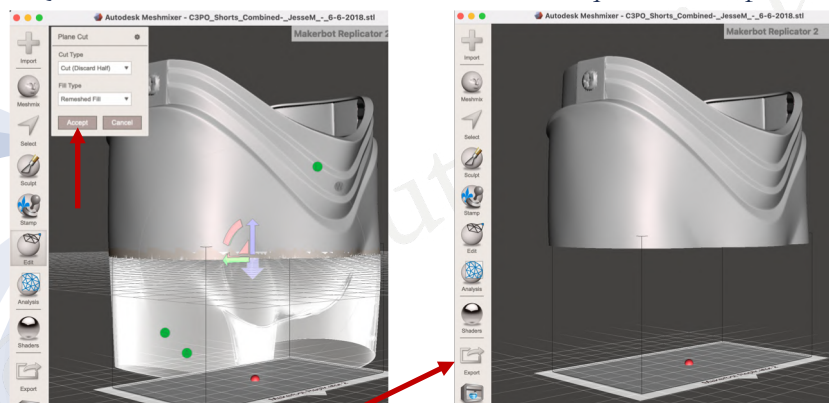 Autodesk Meshmixer - C3PO_Shorts_Combined-_JesseM_-_6-6-2018.stl
Plane Cut
Cut Type
Cut (Discard Half)
Fill Type
Remeshed Fill
Accept Cancel
Makerbot Replicator 2
Import
Meshmix
Select
Sculpt
Stamp
Edit
Analysis
Shaders
Export
Autodesk Meshmixer - C3PO_Shorts_Combined-_JesseM_-_6-6-2018.stl
Makerbot Replicator 2
Import
Meshmix
Select
Sculpt
Stamp
Edit
Analysis
Shaders
Export